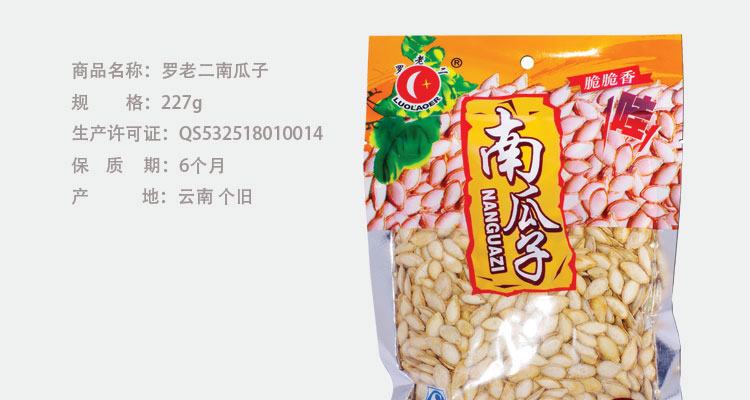 商品名称：罗老二南瓜子
规 格：227g
生产许可证：QS532518010014
保 质 期：6个月
产 地：云南 个旧
罗老二
®
LUOLAOER
脆脆香
南瓜子
NANGUAZI